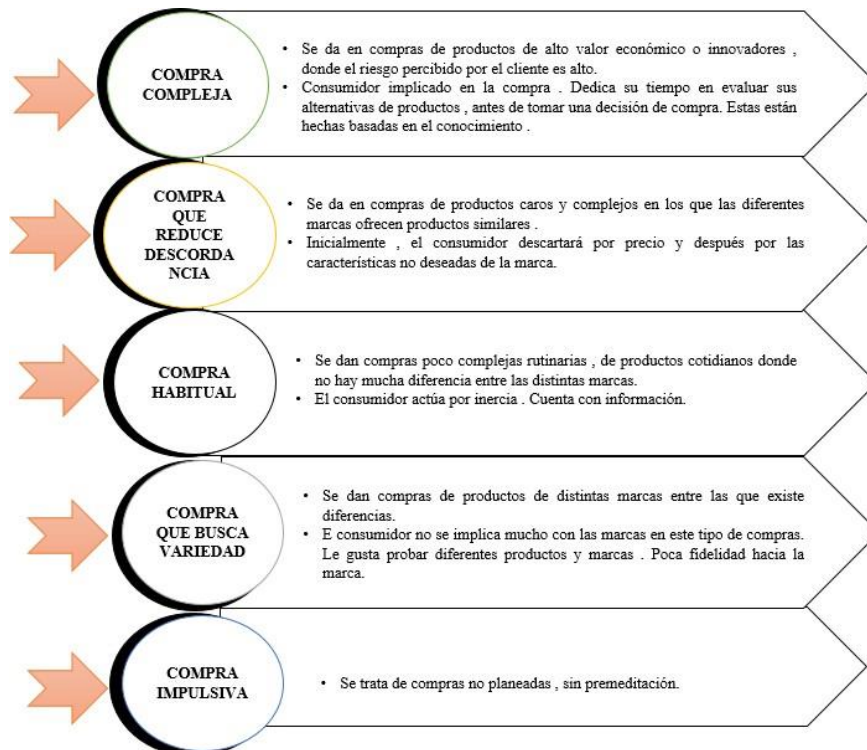 COMPRA
COMPLEJA
• Se da en compras de productos de alto valor económico o innovadores ,
donde el riesgo percibido por el cliente es alto.
• Consumidor implicado en la compra . Dedica su tiempo en evaluar sus
alternativas de productos , antes de tomar una decisión de compra. Estas están
hechas basadas en el conocimiento .
COMPRA
QUE
REDUCE
DESCORDA
NCIA
• Se da en compras de productos caros y complejos en los que las diferentes
marcas ofrecen productos similares .
• Inicialmente , el consumidor descartará por precio y después por las
características no deseadas de la marca.
COMPRA
HABITUAL
• Se dan compras poco complejas rutinarias , de productos cotidianos donde
no hay mucha diferencia entre las distintas marcas.
• El consumidor actúa por inercia . Cuenta con información.
COMPRA
QUE BUSCA
VARIEDAD
• Se dan compras de productos de distintas marcas entre las que existe
diferencias.
• E consumidor no se implica mucho con las marcas en este tipo de compras.
Le gusta probar diferentes productos y marcas . Poca fidelidad hacia la
marca.
COMPRA
IMPULSIVA
• Se trata de compras no planeadas , sin premeditación.